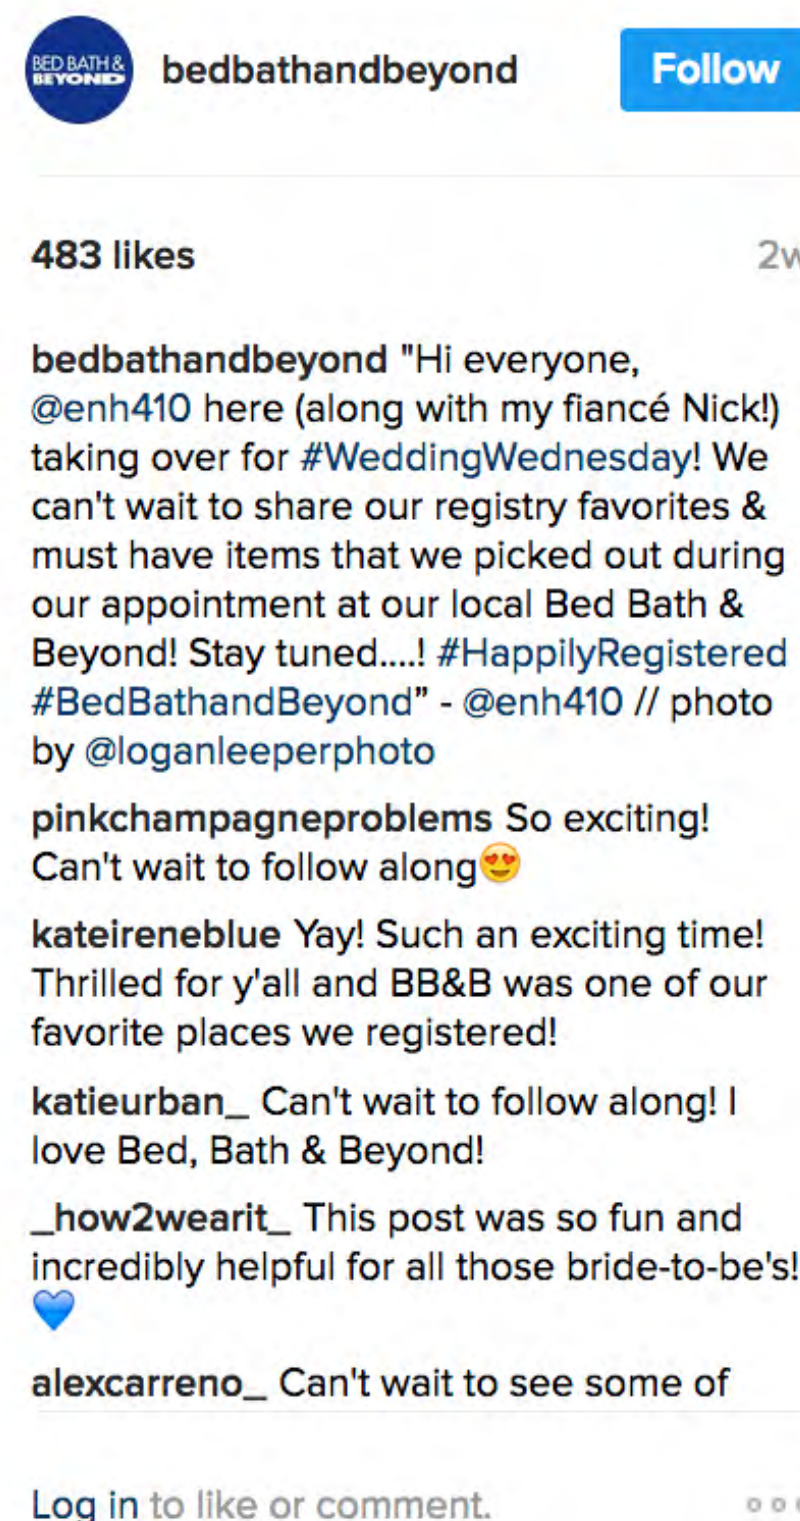 BED BATH &
BEYOND
bedbathandbeyond
Follow
483 likes
2w
bedbathandbeyond "Hi everyone,
@enh410 here (along with my fiancé Nick!)
taking over for #WeddingWednesday! We
can't wait to share our registry favorites &
must have items that we picked out during
our appointment at our local Bed Bath &
Beyond! Stay tuned....! #HappilyRegistered
#BedBathandBeyond” - @enh410 // photo
by @loganleeperphoto
pinkchampagneproblems So exciting!
Can't wait to follow along😍
kateireneblue Yay! Such an exciting time!
Thrilled for y'all and BB&B was one of our
favorite places we registered!
katieurban_ Can't wait to follow along! I
love Bed, Bath & Beyond!
_how2wearit_ This post was so fun and
incredibly helpful for all those bride-to-be's!
💙
alexcarreno_ Can't wait to see some of
Log in to like or comment.